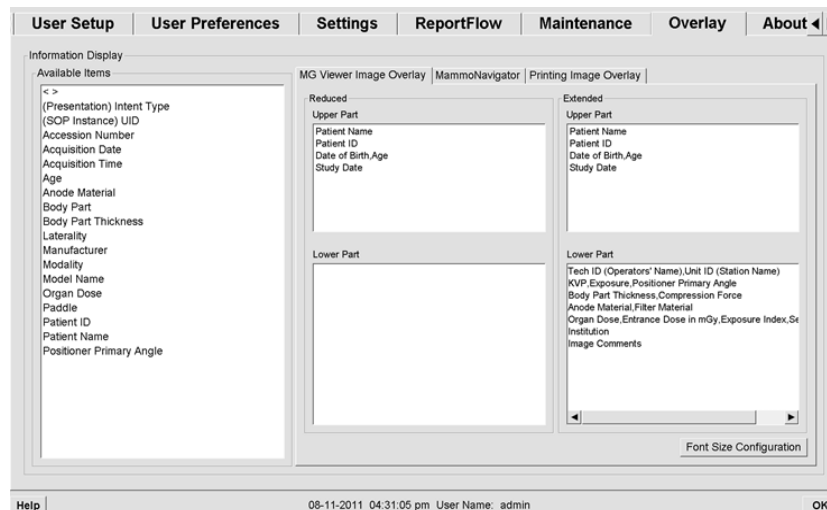 User Setup User Preferences Settings ReportFlow Maintenance Overlay About
Information Display
Available Items
< >
(Presentation) Intent Type
(SOP Instance) UID
Accession Number
Acquisition Date
Acquisition Time
Age
Anode Material
Body Part
Body Part Thickness
Laterality
Manufacturer
Modality
Model Name
Organ Dose
Paddle
Patient ID
Patient Name
Positioner Primary Angle
MG Viewer Image Overlay MammoNavigator Printing Image Overlay
Reduced
Upper Part
Patient Name
Patient ID
Date of Birth,Age
Study Date
Lower Part
Extended
Upper Part
Patient Name
Patient ID
Date of Birth,Age
Study Date
Lower Part
Tech ID (Operators' Name),Unit ID (Station Name)
KVP,Exposure,Positioner Primary Angle
Body Part Thickness,Compression Force
Anode Material,Filter Material
Organ Dose,Entrance Dose in mGy,Exposure Index,Se
Institution
Image Comments
Font Size Configuration
Help 08-11-2011 04:31:05 pm User Name: admin OK